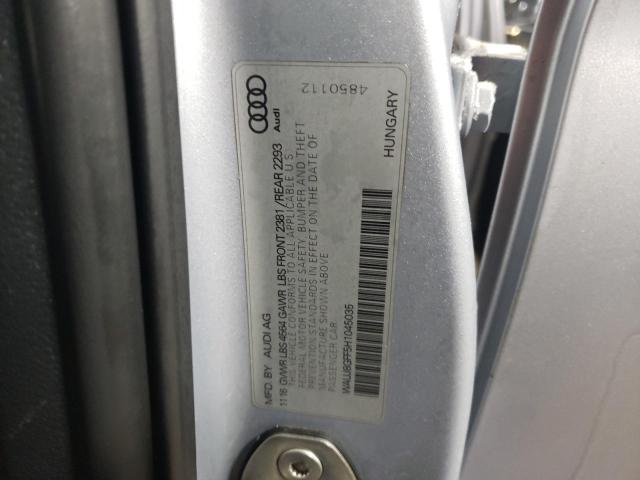 Audi
4850112
HUNGARY
MFD. BY AUDI AG
11 16 GVWR LBS 4564 GAWR LBS FRONT 2381 / REAR 2293
THIS VEHICLE CONFORMS TO ALL APPLICABLE U S
FEDERAL MOTOR VEHICLE SAFETY, BUMPER AND THEFT
PREVENTION STANDARDS IN EFFECT ON THE DATE OF
MANUFACTURE SHOWN ABOVE
PASSENGER CAR
WAUB8GFF5H1045035